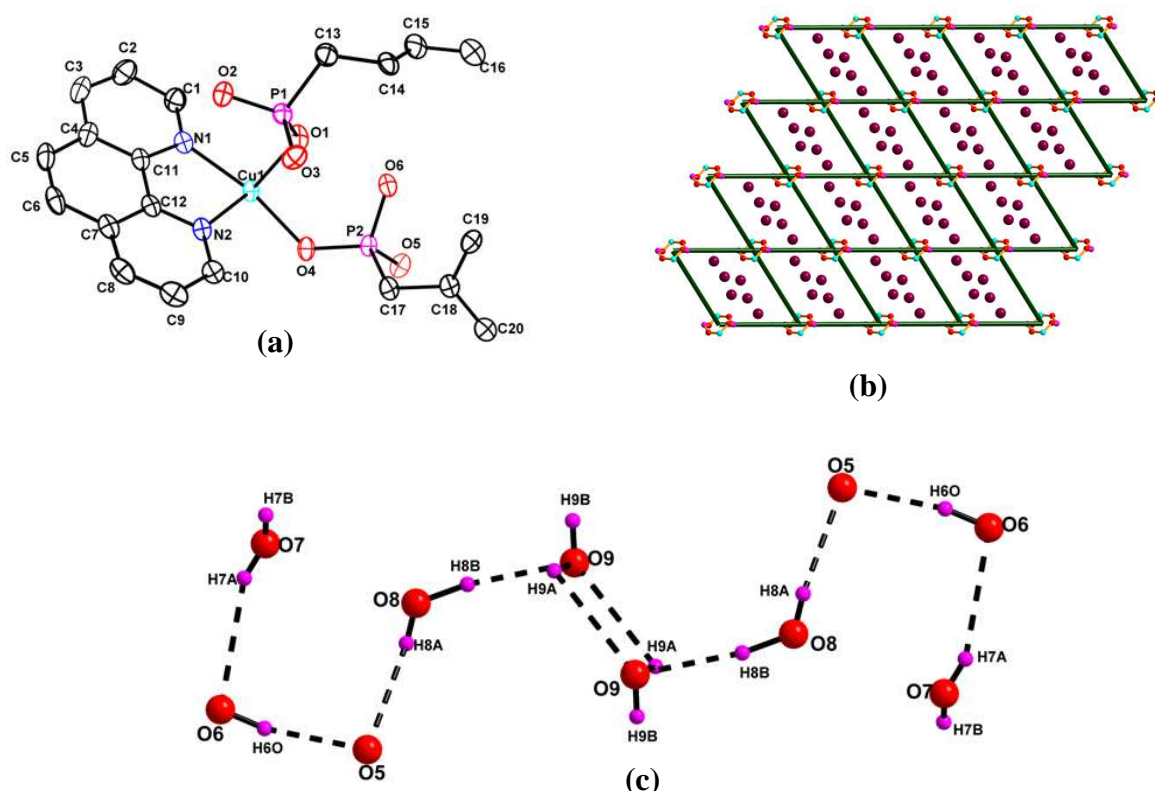 C2
C13
C15
C3
C16
O2
C1
P1
C14
C4
N1
O1
C5
C11
O3
Cu1
O6
C6
C12
C19
C7
N2
P2
O5
O4
C8
C10
C17
C18
C9
C20
(a)
(b)
O5
H7B
H9B
H6O
O7
O9
O6
H7A
H8B
H9A
H8A
O8
H8A
H9A
O8
H7A
O9
H8B
O7
O6
H9B
H7B
H6O
O5
(c)